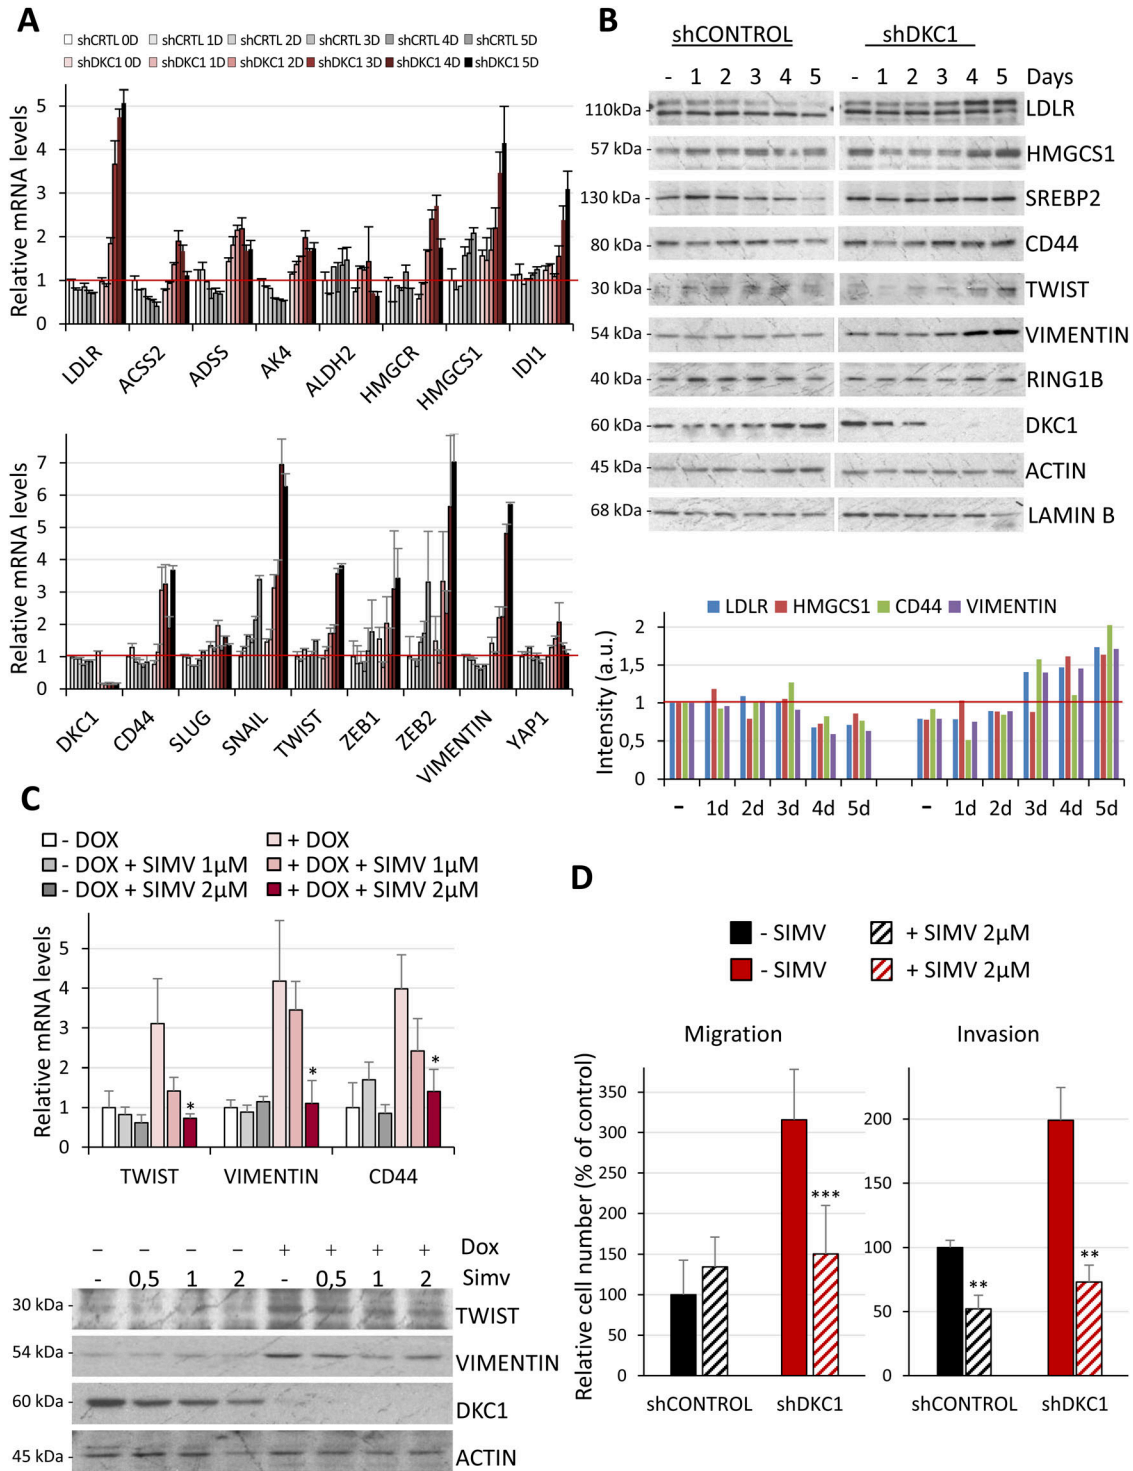 A
shCRTL 0D shCRTL 1D shCRTL 2D shCRTL 3D shCRTL 4D shCRTL 5D
shDKC1 0D shDKC1 1D shDKC1 2D shDKC1 3D shDKC1 4D shDKC1 5D
Relative mRNA levels
5
4
3
2
1
0
LDLR ACSS2 ADSS AK4 ALDH2 HMGCR HMGCS1 IDI1
Relative mRNA levels
7
6
5
4
3
2
1
0
DKC1 CD44 SLUG SNAIL TWIST ZEB1 ZEB2 VIMENTIN YAP1
B
shCONTROL shDKC1
- 1 2 3 4 5 - 1 2 3 4 5 Days
110kDa LDLR
57 kDa HMGCS1
130 kDa SREBP2
80 kDa CD44
30 kDa TWIST
54 kDa VIMENTIN
40 kDa RING1B
60 kDa DKC1
45 kDa ACTIN
68 kDa LAMIN B
LDLR HMGCS1 CD44 VIMENTIN
Intensity (a.u.)
2
1,5
1
0,5
0
- 1d 2d 3d 4d 5d - 1d 2d 3d 4d 5d
C
- DOX + DOX
- DOX + SIMV 1µM + DOX + SIMV 1µM
- DOX + SIMV 2µM + DOX + SIMV 2µM
Relative mRNA levels
5
4
3
2
1
0
* * *
TWIST VIMENTIN CD44
– – – – + + + + Dox
- 0,5 1 2 - 0,5 1 2 Simv
30 kDa TWIST
54 kDa VIMENTIN
60 kDa DKC1
45 kDa ACTIN
D
- SIMV + SIMV 2µM
- SIMV + SIMV 2µM
Migration Invasion
Relative cell number (% of control)
350
300
250
200
150
100
50
0
***
shCONTROL shDKC1
200
150
100
50
0
** **
shCONTROL shDKC1